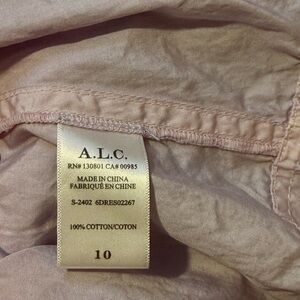 A.L.C.
RN# 130801 CA# 00985
MADE IN CHINA
FABRIQUÉ EN CHINE
S-2402 6DRES02267
100% COTTON/COTON
10